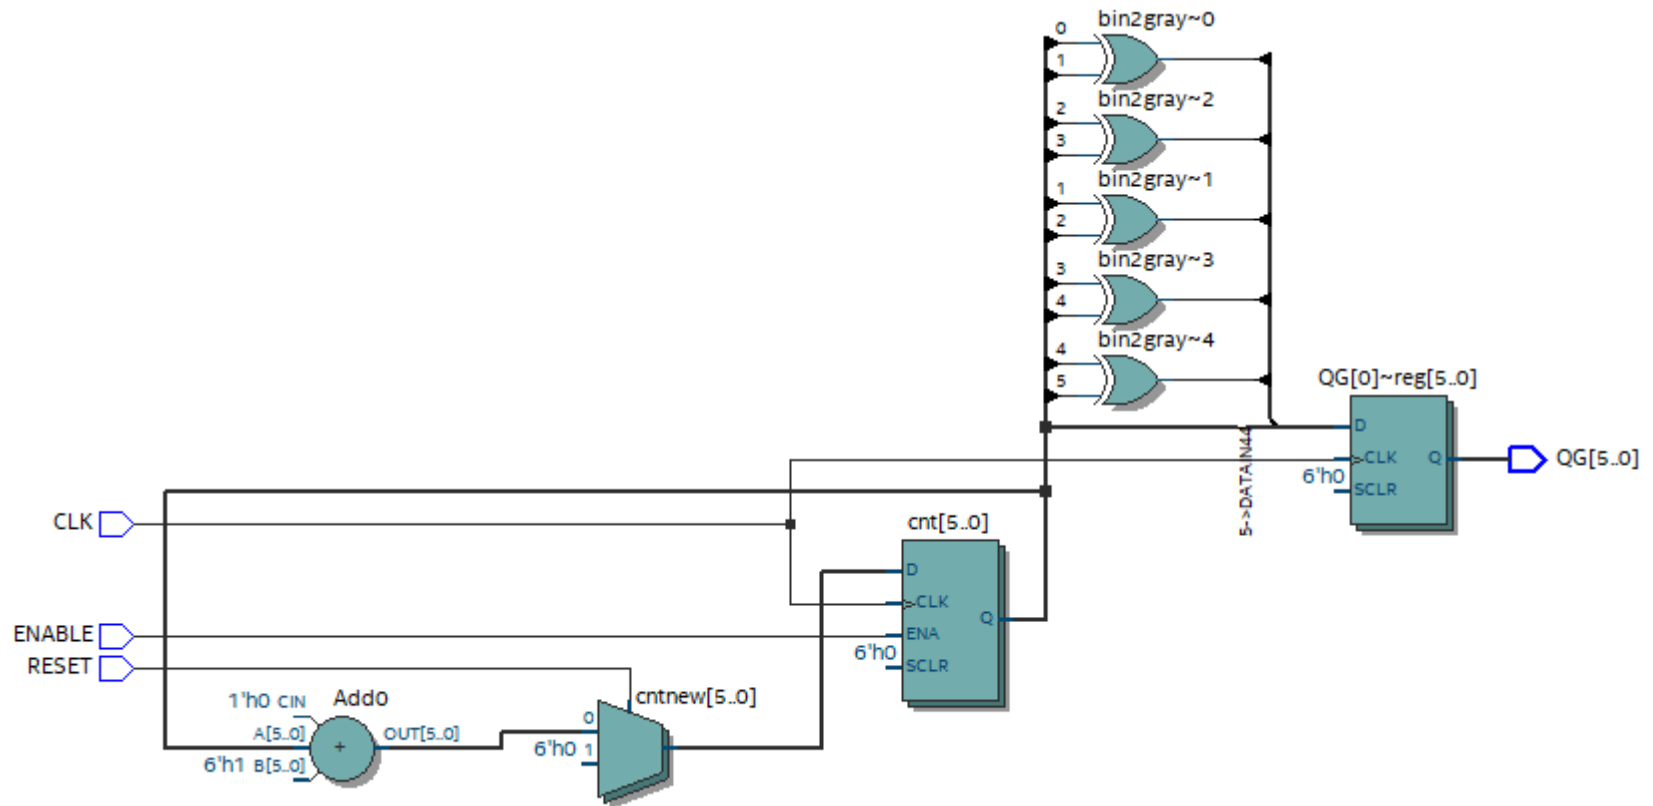 bin2gray~0
0
1
bin2gray~2
2
3
bin2gray~1
1
2
bin2gray~3
3
4
bin2gray~4
4
5
QG[0]~reg[5..0]
D
CLK
Q
6'h0
SCLR
QG[5..0]
5->DATAIN44
CLK
cnt[5..0]
D
CLK
Q
ENABLE
ENA
6'h0
SCLR
RESET
cntnew[5..0]
0
6'h0 1
Add0
1'h0 CIN
A[5..0]
OUT[5..0]
+
6'h1 B[5..0]